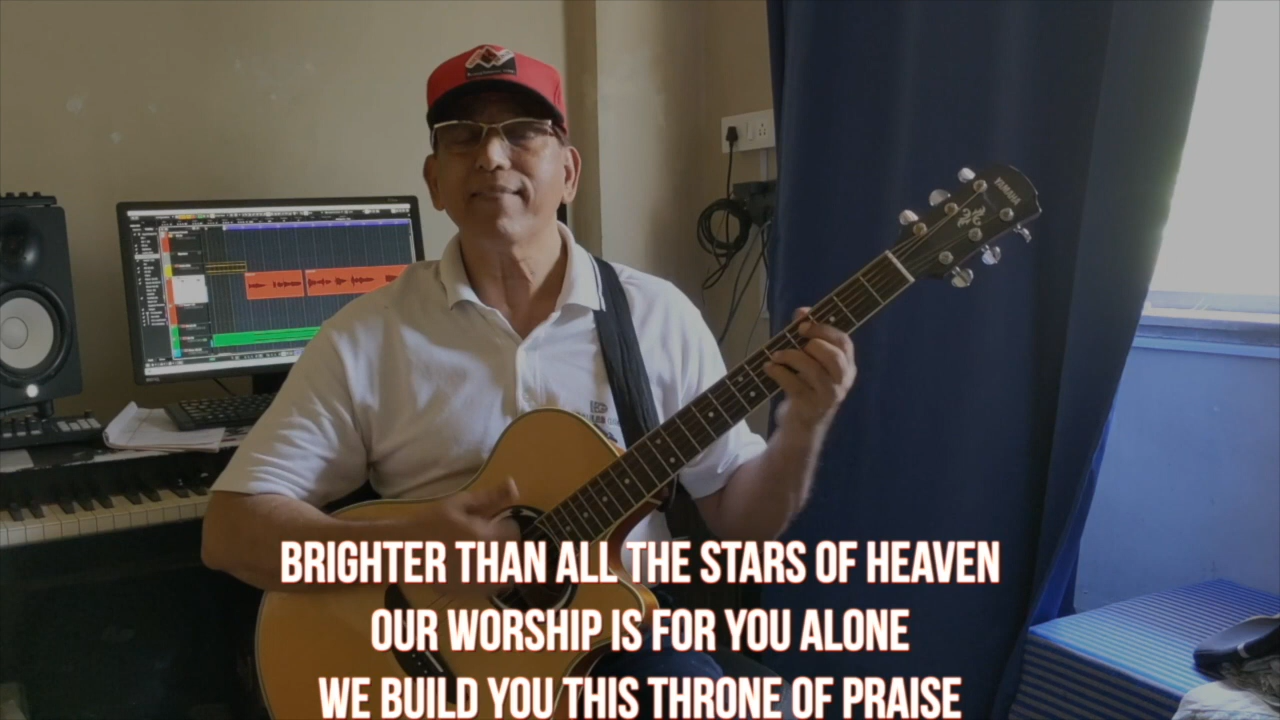 YAMAHA
BRIGHTER THAN ALL THE STARS OF HEAVEN
OUR WORSHIP IS FOR YOU ALONE
WE BUILD YOU THIS THRONE OF PRAISE